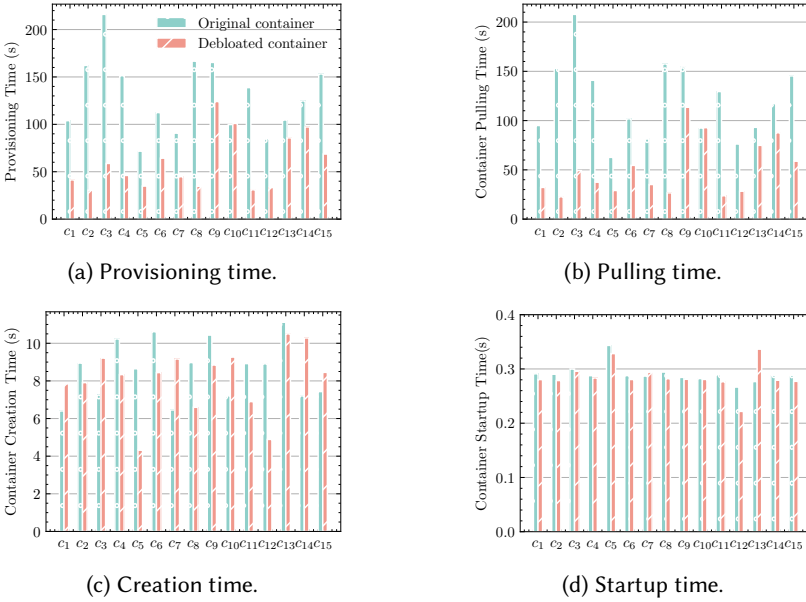 Provisioning Time (s)
200
150
100
50
0
Original container
Debloated container
c1 c2 c3 c4 c5 c6 c7 c8 c9 c10 c11 c12 c13 c14 c15
(a) Provisioning time.
Container Pulling Time (s)
200
150
100
50
0
c1 c2 c3 c4 c5 c6 c7 c8 c9 c10 c11 c12 c13 c14 c15
(b) Pulling time.
Container Creation Time (s)
10
8
6
4
2
0
c1 c2 c3 c4 c5 c6 c7 c8 c9 c10 c11 c12 c13 c14 c15
(c) Creation time.
Container Startup Time(s)
0.4
0.3
0.2
0.1
0.0
c1 c2 c3 c4 c5 c6 c7 c8 c9 c10 c11 c12 c13 c14 c15
(d) Startup time.